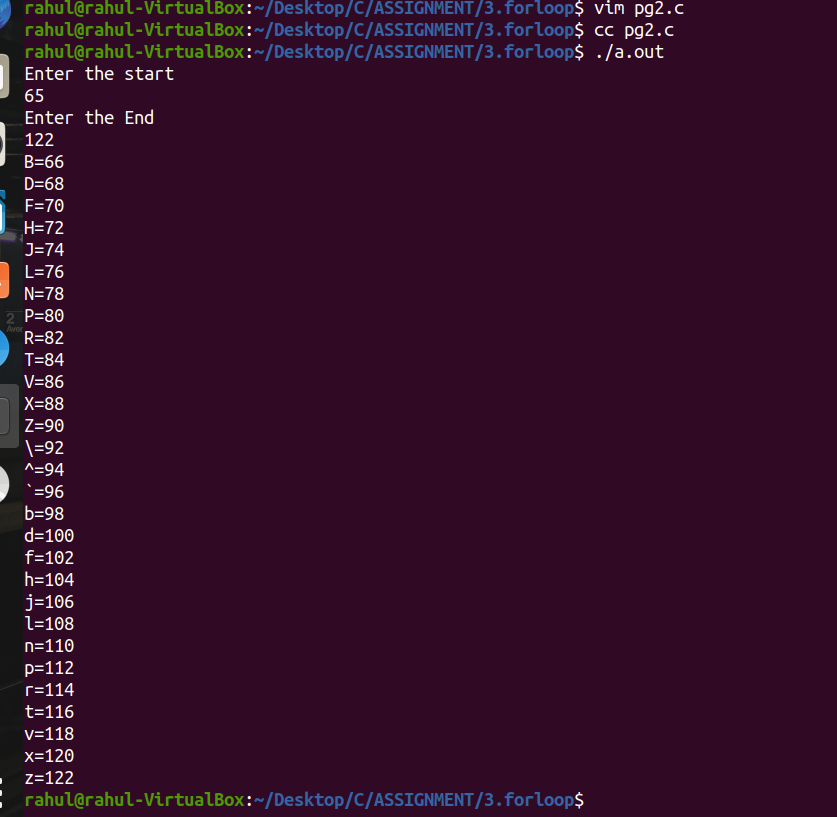 rahul@rahul-VirtualBox:~/Desktop/C/ASSIGNMENT/3.forloop$ vim pg2.c
rahul@rahul-VirtualBox:~/Desktop/C/ASSIGNMENT/3.forloop$ cc pg2.c
rahul@rahul-VirtualBox:~/Desktop/C/ASSIGNMENT/3.forloop$ ./a.out
Enter the start
65
Enter the End
122
B=66
D=68
F=70
H=72
J=74
L=76
N=78
P=80
R=82
T=84
V=86
X=88
Z=90
\=92
^=94
`=96
b=98
d=100
f=102
h=104
j=106
l=108
n=110
p=112
r=114
t=116
v=118
x=120
z=122
rahul@rahul-VirtualBox:~/Desktop/C/ASSIGNMENT/3.forloop$